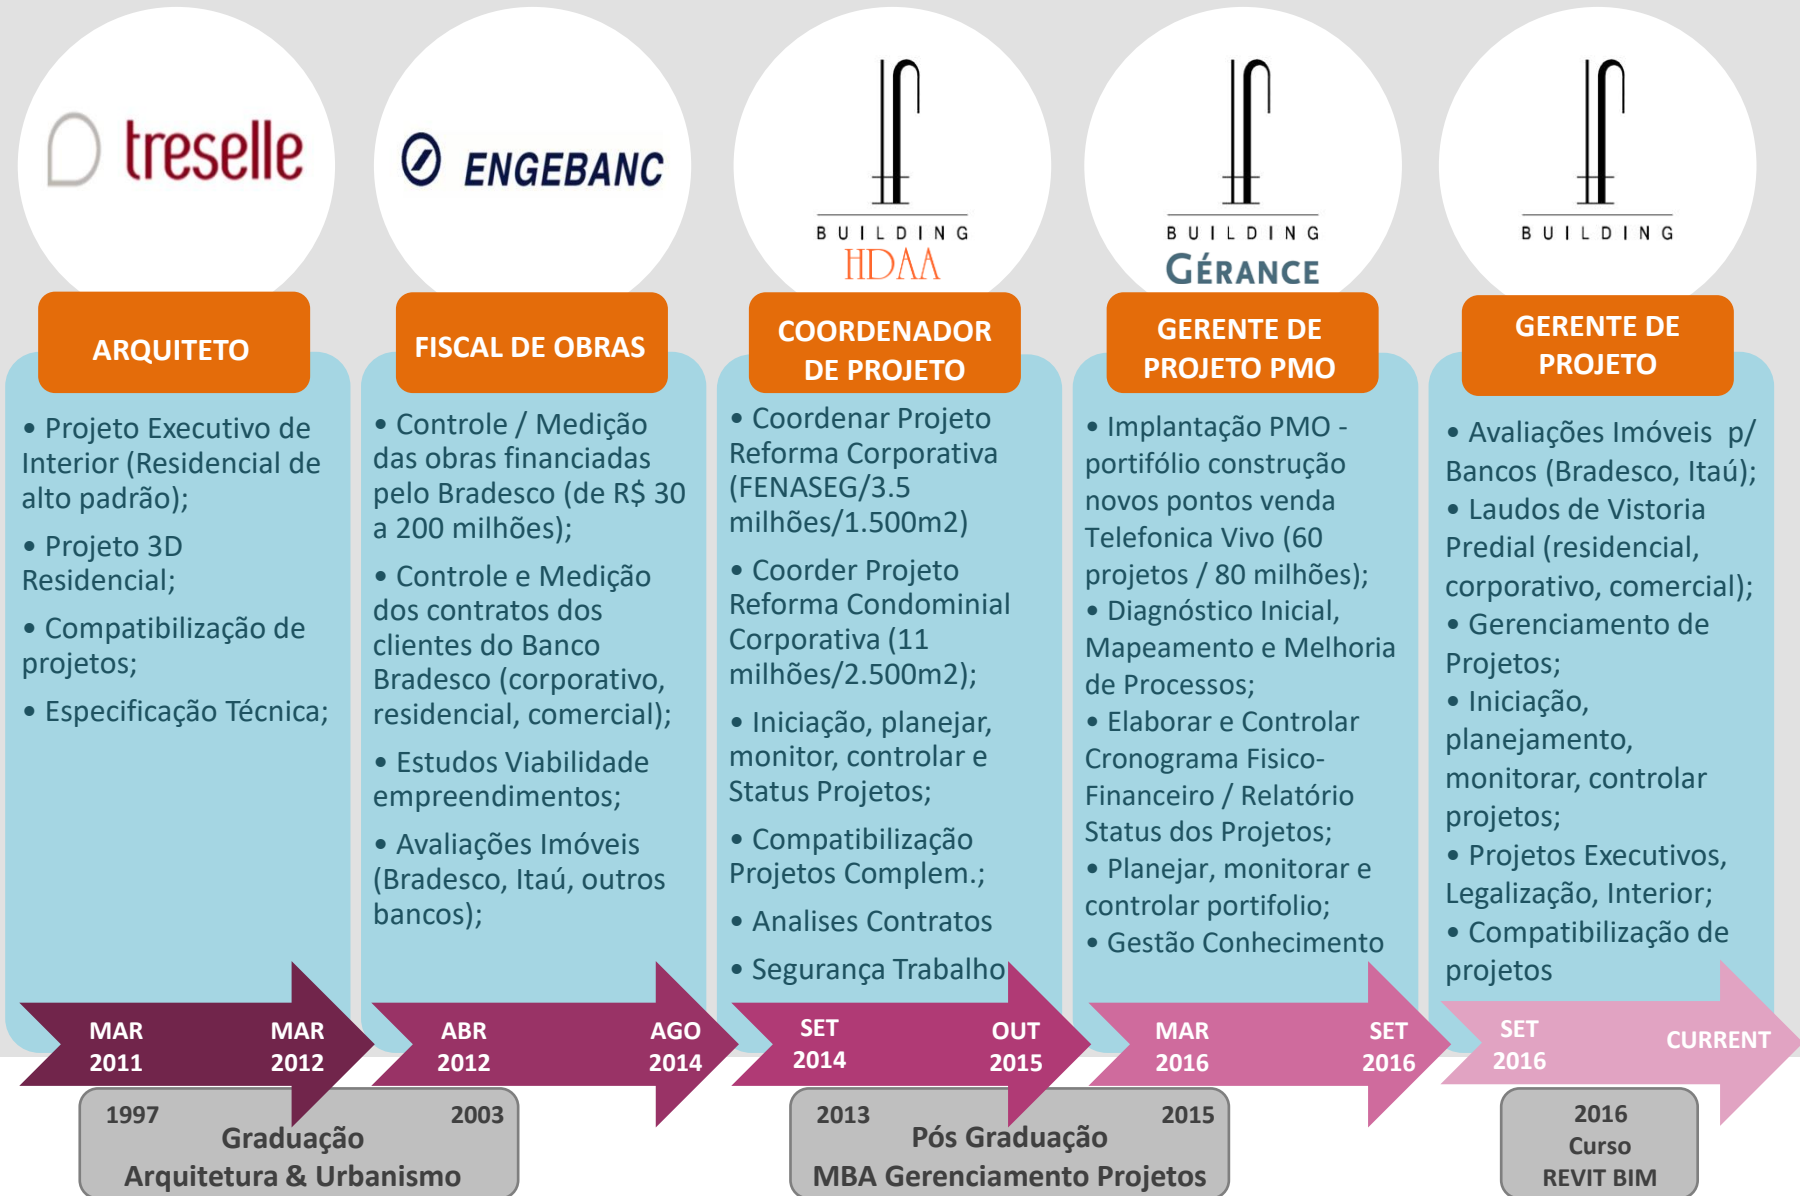 treselle
ARQUITETO
• Projeto Executivo de
Interior (Residencial de
alto padrão);
• Projeto 3D
Residencial;
• Compatibilização de
projetos;
• Especificação Técnica;
MAR
2011
MAR
2012
ENGEBANC
FISCAL DE OBRAS
• Controle / Medição
das obras financiadas
pelo Bradesco (de R$ 30
a 200 milhões);
• Controle e Medição
dos contratos dos
clientes do Banco
Bradesco (corporativo,
residencial, comercial);
• Estudos Viabilidade
empreendimentos;
• Avaliações Imóveis
(Bradesco, Itaú, outros
bancos);
ABR
2012
AGO
2014
BUILDING
HDAA
COORDENADOR
DE PROJETO
• Coordenar Projeto
Reforma Corporativa
(FENASEG/3.5
milhões/1.500m2)
• Coorder Projeto
Reforma Condominial
Corporativa (11
milhões/2.500m2);
• Iniciação, planejar,
monitor, controlar e
Status Projetos;
• Compatibilização
Projetos Complem.;
• Analises Contratos
• Segurança Trabalho
SET
2014
OUT
2015
BUILDING
GÉRANCE
GERENTE DE
PROJETO PMO
• Implantação PMO -
portifólio construção
novos pontos venda
Telefonica Vivo (60
projetos / 80 milhões);
• Diagnóstico Inicial,
Mapeamento e Melhoria
de Processos;
• Elaborar e Controlar
Cronograma Fisico-
Financeiro / Relatório
Status dos Projetos;
• Planejar, monitorar e
controlar portifolio;
• Gestão Conhecimento
MAR
2016
SET
2016
BUILDING
GERENTE DE
PROJETO
• Avaliações Imóveis p/
Bancos (Bradesco, Itaú);
• Laudos de Vistoria
Predial (residencial,
corporativo, comercial);
• Gerenciamento de
Projetos;
• Iniciação,
planejamento,
monitorar, controlar
projetos;
• Projetos Executivos,
Legalização, Interior;
• Compatibilização de
projetos
SET
2016
CURRENT
1997
2003
Graduação
Arquitetura & Urbanismo
2013
2015
Pós Graduação
MBA Gerenciamento Projetos
2016
Curso
REVIT BIM